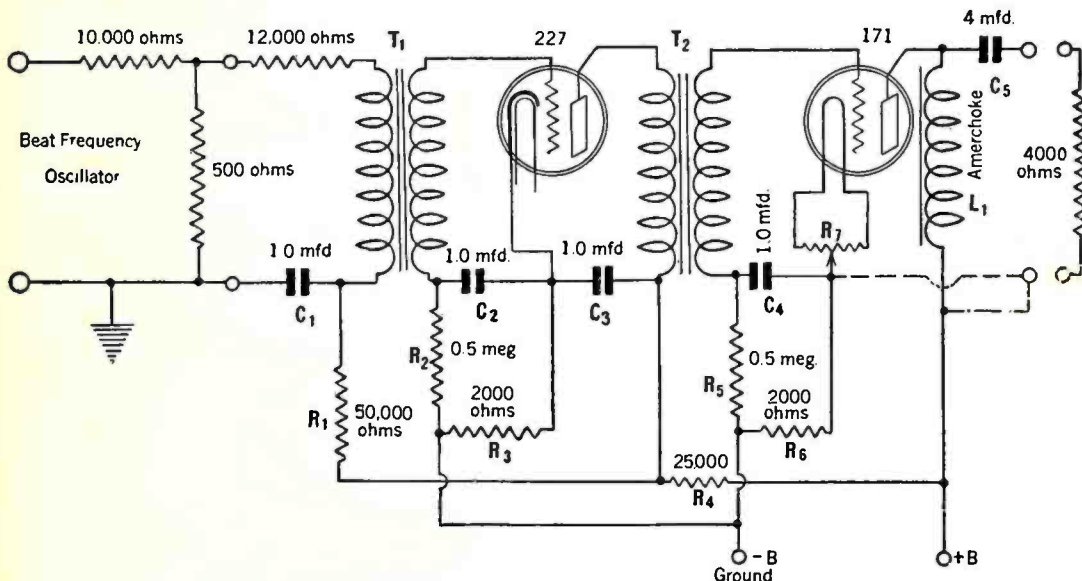 10.000 ohms
12,000 ohms
T1
227
T2
171
4 mfd.
C5
Beat Frequency
Oscillator
500 ohms
Amerchoke
L1
4000
ohms
1 0 mfd
C1
1.0 mfd.
C2
1.0 mfd
C3
1.0 mfd.
C4
R7
R2
0.5 meg
R5
0.5 meg.
R1
50,000
ohms
2000
ohms
R3
2000
ohms
R6
25,000
R4
-B
Ground
+B